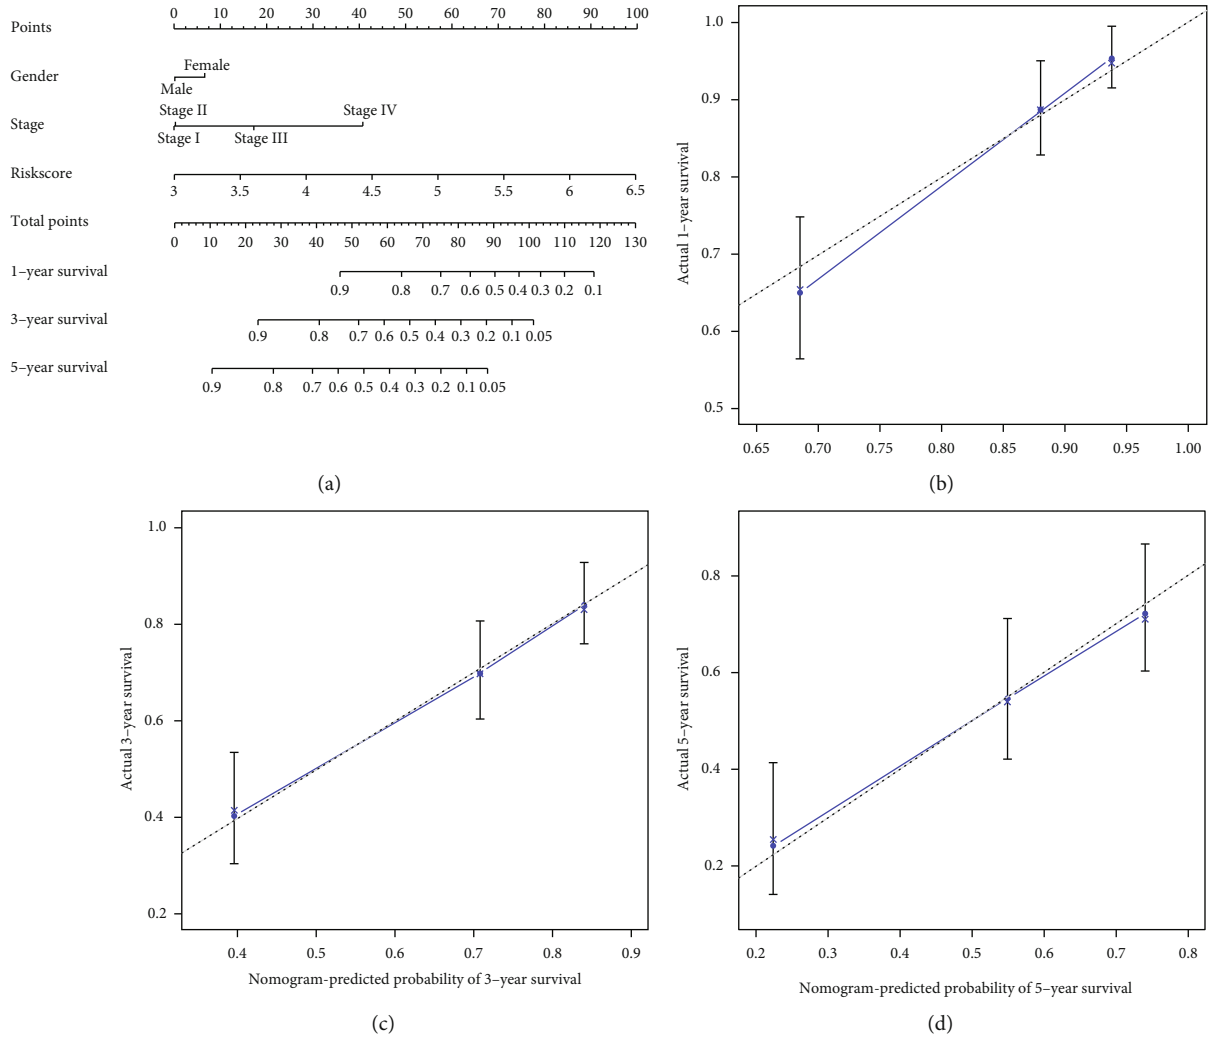 Points
0 10 20 30 40 50 60 70 80 90 100
Gender
Female
Male
Stage
Stage II Stage IV
Stage I Stage III
Riskscore
3 3.5 4 4.5 5 5.5 6 6.5
Total points
0 10 20 30 40 50 60 70 80 90 100 110 120 130
1–year survival
0.9 0.8 0.7 0.6 0.5 0.4 0.3 0.2 0.1
3–year survival
0.9 0.8 0.7 0.6 0.5 0.4 0.3 0.2 0.1 0.05
5–year survival
0.9 0.8 0.7 0.6 0.5 0.4 0.3 0.2 0.1 0.05
(a)
Actual 1–year survival
1.0
0.9
0.8
0.7
0.6
0.5
0.65 0.70 0.75 0.80 0.85 0.90 0.95 1.00
(b)
Actual 3–year survival
1.0
0.8
0.6
0.4
0.2
0.4 0.5 0.6 0.7 0.8 0.9
Nomogram-predicted probability of 3–year survival
(c)
Actual 5–year survival
0.8
0.6
0.4
0.2
0.2 0.3 0.4 0.5 0.6 0.7 0.8
Nomogram-predicted probability of 5–year survival
(d)